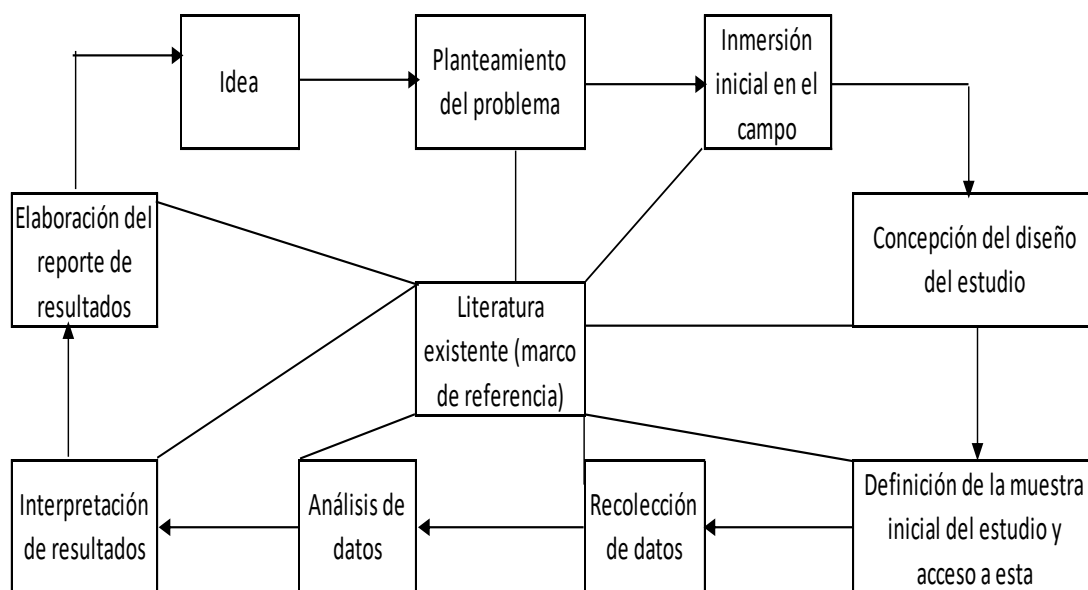 Idea
Planteamiento
del problema
Inmersión
inicial en el
campo
Concepción del diseño
del estudio
Definición de la muestra
inicial del estudio y
acceso a esta
Recolección
de datos
Análisis de
datos
Interpretación
de resultados
Elaboración del
reporte de
resultados
Literatura
existente (marco
de referencia)